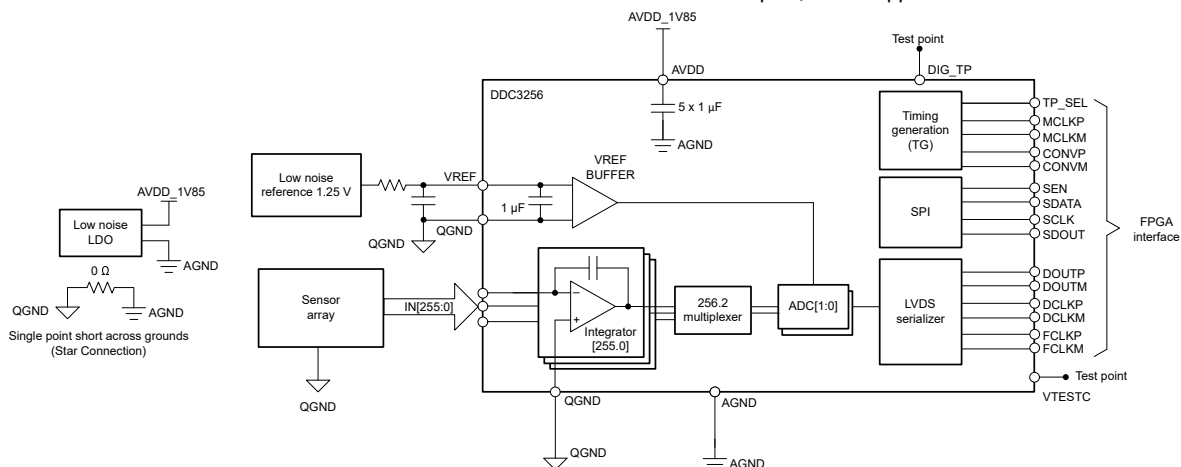 AVDD_1V85
Test point
AVDD
DIG_TP
DDC3256
5 x 1 µF
AGND
Timing
generation
(TG)
TP_SEL
MCLKP
MCLKM
CONVP
CONVM
VREF
BUFFER
Low noise
reference 1.25 V
VREF
1 µF
QGND
QGND
SPI
SEN
SDATA
SCLK
SDOUT
FPGA
interface
AVDD_1V85
Low noise
LDO
AGND
0 Ω
QGND
AGND
Single point short across grounds
(Star Connection)
Sensor
array
IN[255:0]
QGND
−
+
Integrator
[255.0]
256.2
multiplexer
ADC[1:0]
LVDS
serializer
DOUTP
DOUTM
DCLKP
DCLKM
FCLKP
FCLKM
Test point
VTESTC
QGND
AGND
QGND
AGND